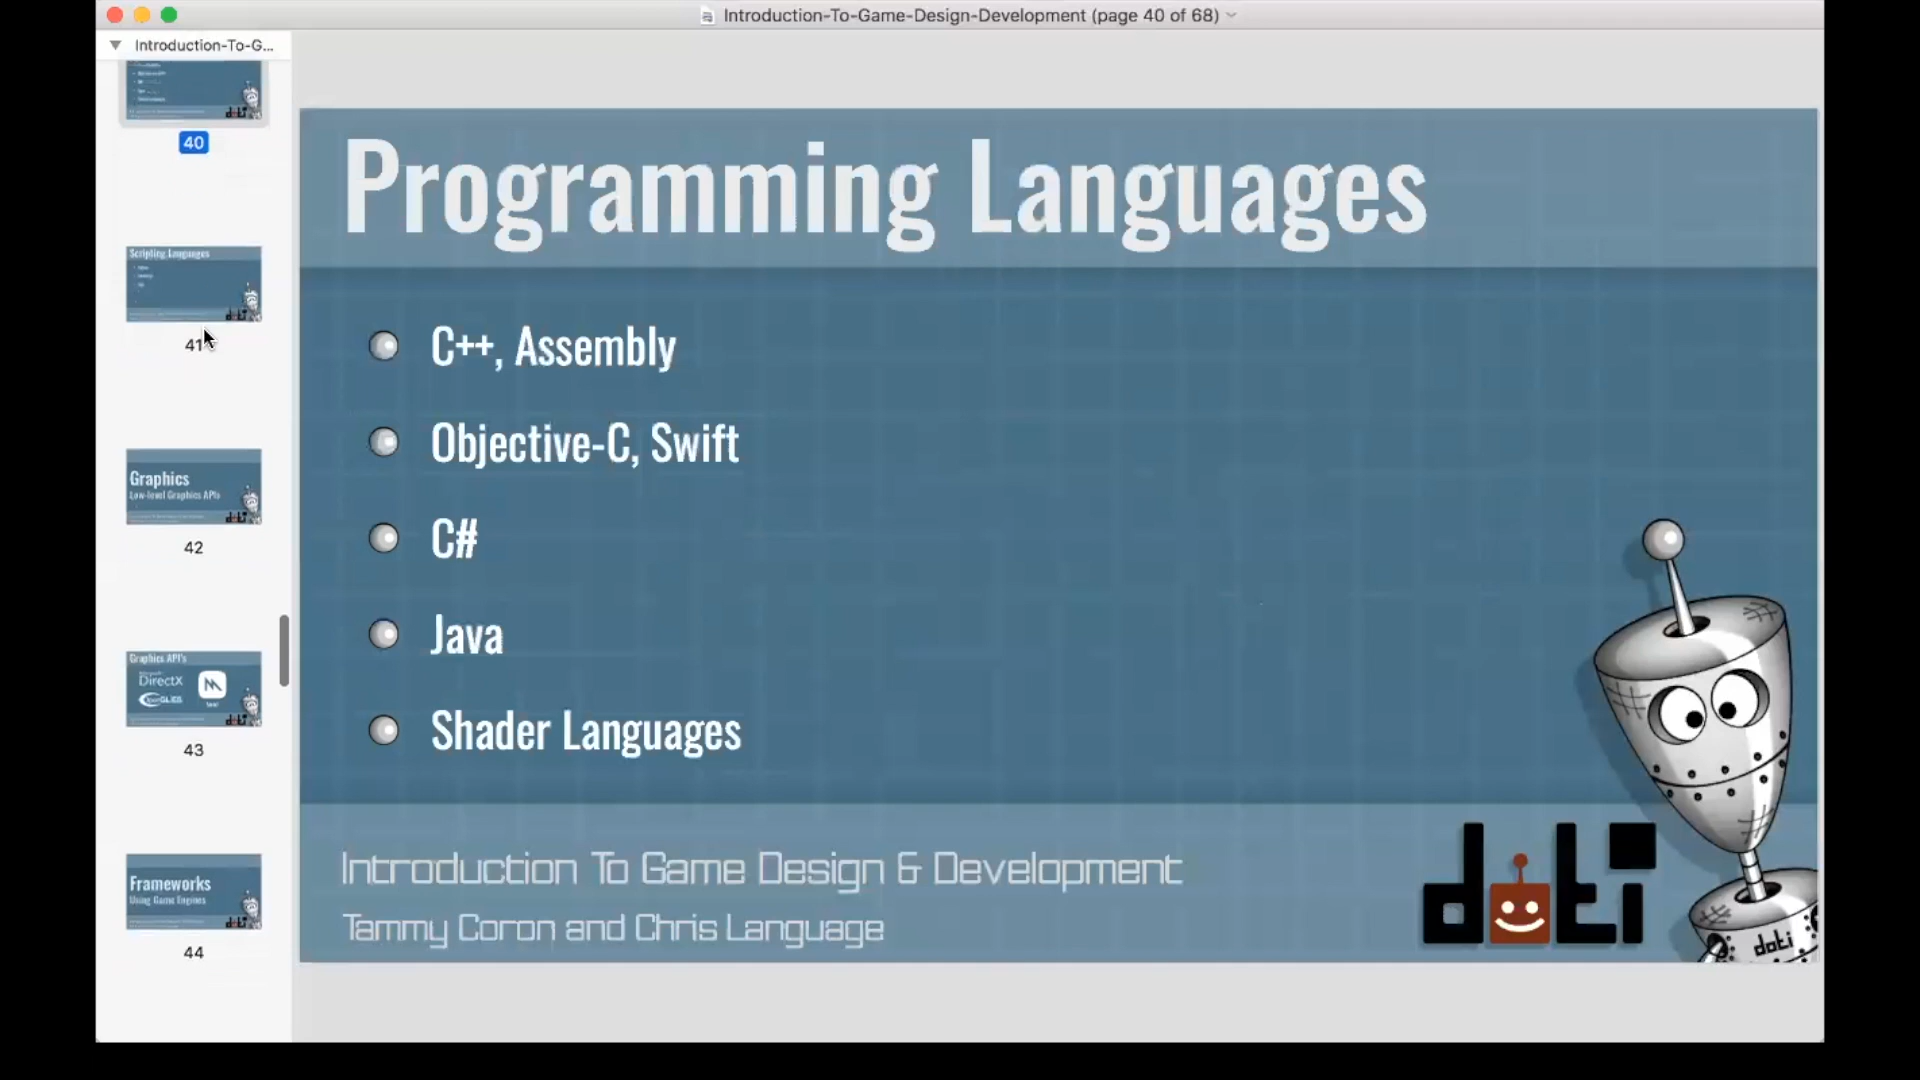 Introduction-To-Game-Design-Development (page 40 of 68)
Introduction-To-G...
40
Scripting Languages
41
Graphics
Low-level Graphics APIs
42
Graphics API's
DirectX
43
Frameworks
Using Game Engines
44
Programming Languages
C++, Assembly
Objective-C, Swift
C#
Java
Shader Languages
Introduction To Game Design & Development
Tammy Coron and Chris Language
doti
doti